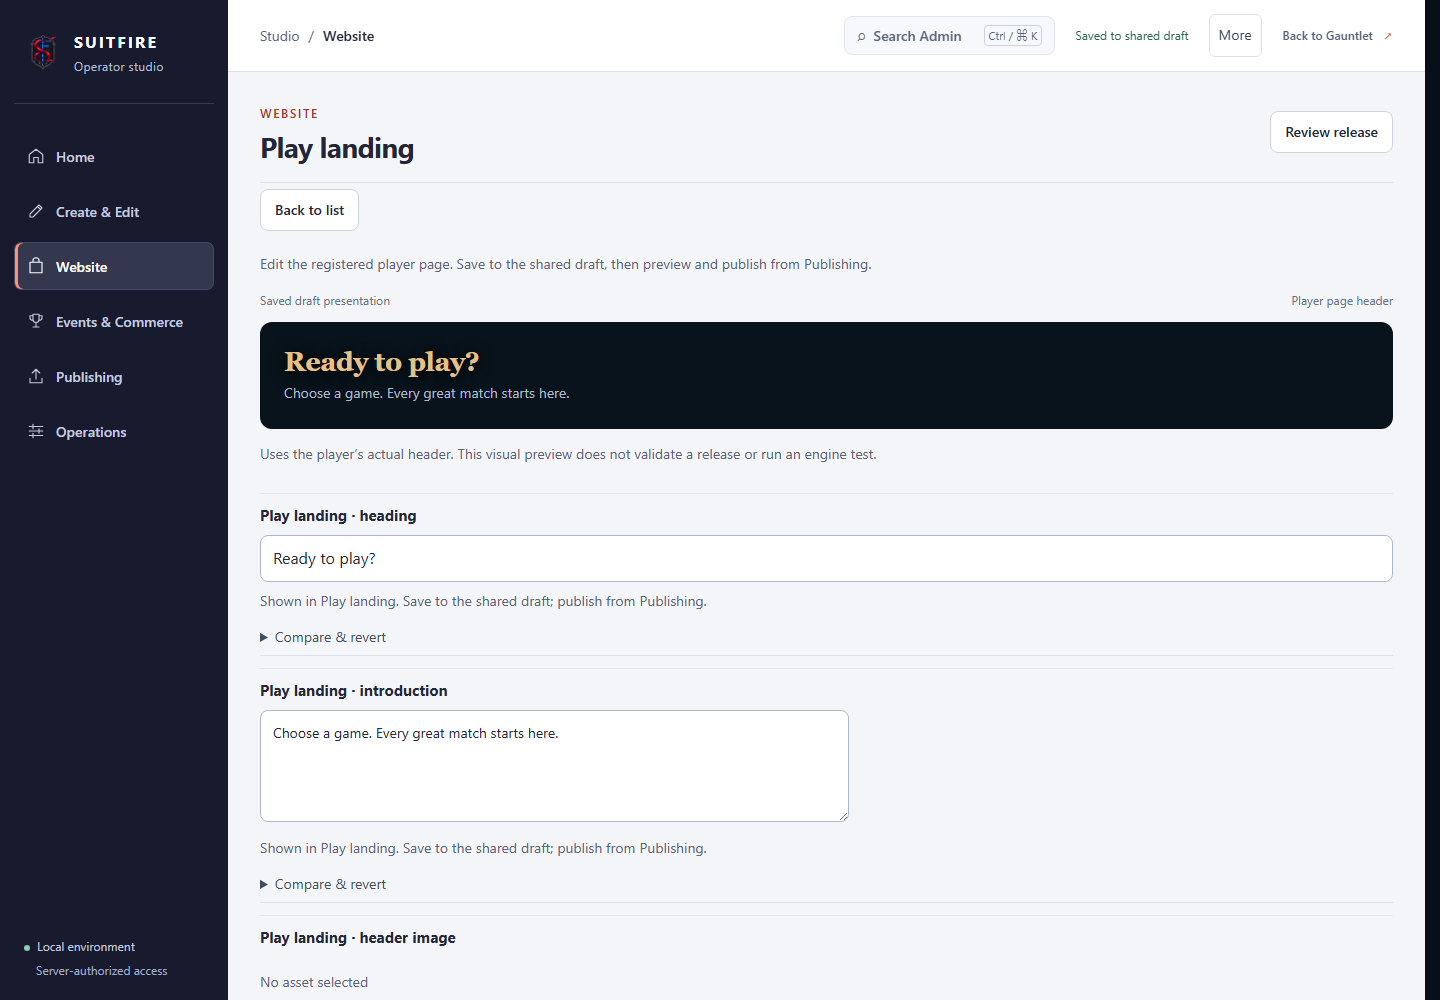 SUITFIRE
Operator studio
Home
Create & Edit
Website
Events & Commerce
Publishing
Operations
Local environment
Server-authorized access
Studio / Website
Search Admin Ctrl / ⌘ K
Saved to shared draft
More
Back to Gauntlet ↗
WEBSITE
Play landing
Review release
Back to list
Edit the registered player page. Save to the shared draft, then preview and publish from Publishing.
Saved draft presentation
Player page header
Ready to play?
Choose a game. Every great match starts here.
Uses the player’s actual header. This visual preview does not validate a release or run an engine test.
Play landing · heading
Ready to play?
Shown in Play landing. Save to the shared draft; publish from Publishing.
Compare & revert
Play landing · introduction
Choose a game. Every great match starts here.
Shown in Play landing. Save to the shared draft; publish from Publishing.
Compare & revert
Play landing · header image
No asset selected